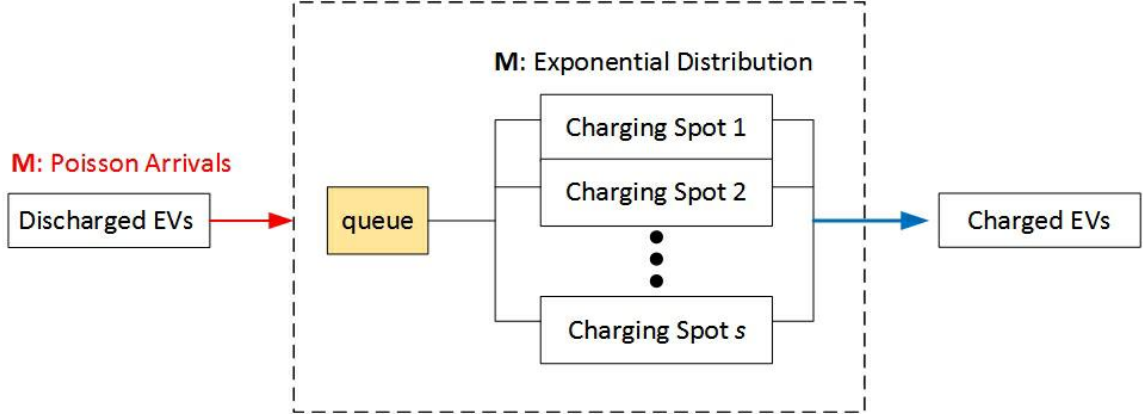 M: Exponential Distribution
Charging Spot 1
M: Poisson Arrivals
Discharged EVs
queue
Charging Spot 2
Charged EVs
Charging Spot s